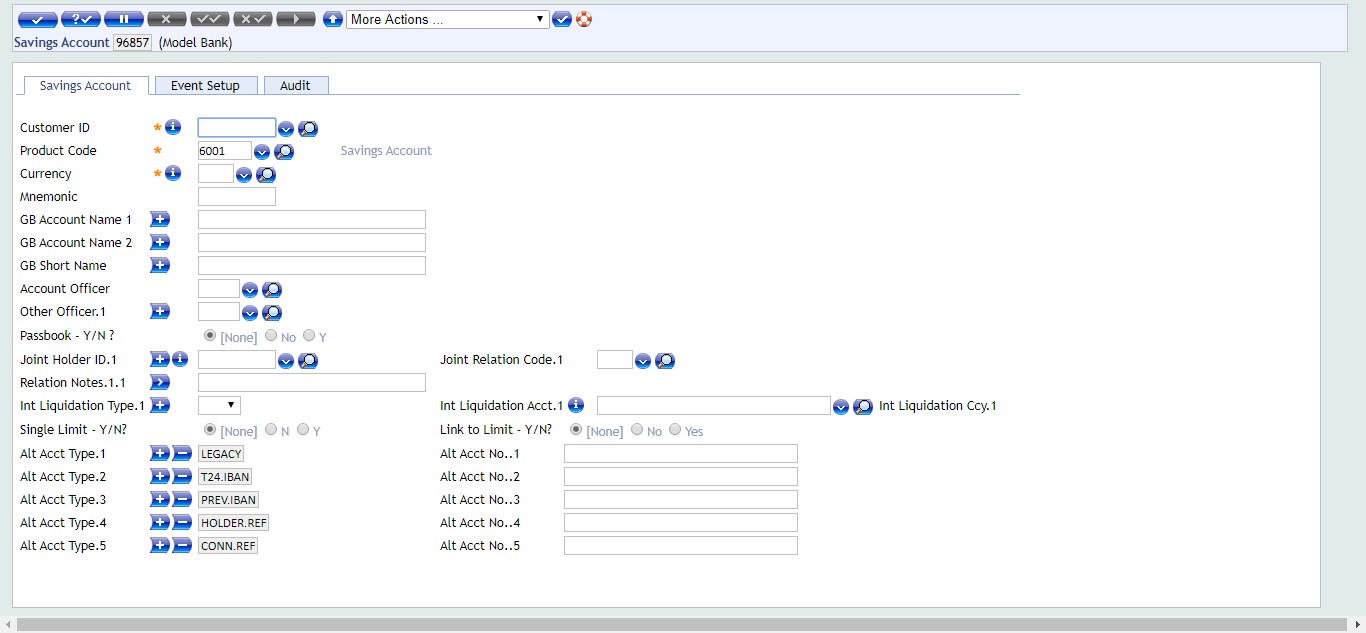 More Actions ...
Savings Account 96857 (Model Bank)
Savings Account Event Setup Audit
Customer ID *
Product Code * 6001 Savings Account
Currency *
Mnemonic
GB Account Name 1
GB Account Name 2
GB Short Name
Account Officer
Other Officer.1
Passbook - Y/N ? [None] No Y
Joint Holder ID.1 Joint Relation Code.1
Relation Notes.1.1
Int Liquidation Type.1 Int Liquidation Acct.1 Int Liquidation Ccy.1
Single Limit - Y/N? [None] N Y Link to Limit - Y/N? [None] No Yes
Alt Acct Type.1 LEGACY Alt Acct No..1
Alt Acct Type.2 T24.IBAN Alt Acct No..2
Alt Acct Type.3 PREV.IBAN Alt Acct No..3
Alt Acct Type.4 HOLDER.REF Alt Acct No..4
Alt Acct Type.5 CONN.REF Alt Acct No..5